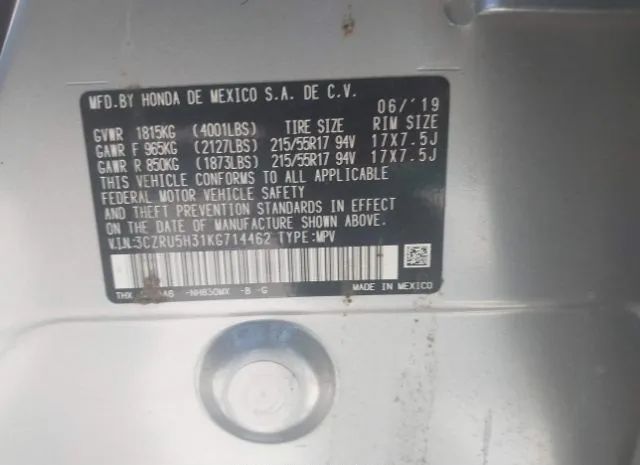 MFD.BY HONDA DE MEXICO S.A. DE C.V. 06/'19
GVWR 1815KG (4001LBS) TIRE SIZE RIM SIZE
GAWR F 965KG (2127LBS) 215/55R17 94V 17X7.5J
GAWR R 850KG (1873LBS) 215/55R17 94V 17X7.5J
THIS VEHICLE CONFORMS TO ALL APPLICABLE
FEDERAL MOTOR VEHICLE SAFETY
AND THEFT PREVENTION STANDARDS IN EFFECT
ON THE DATE OF MANUFACTURE SHOWN ABOVE.
V.I.N:3CZRU5H31KG714462 TYPE:MPV
THX -NH830MX -B -G 1 MADE IN MEXICO